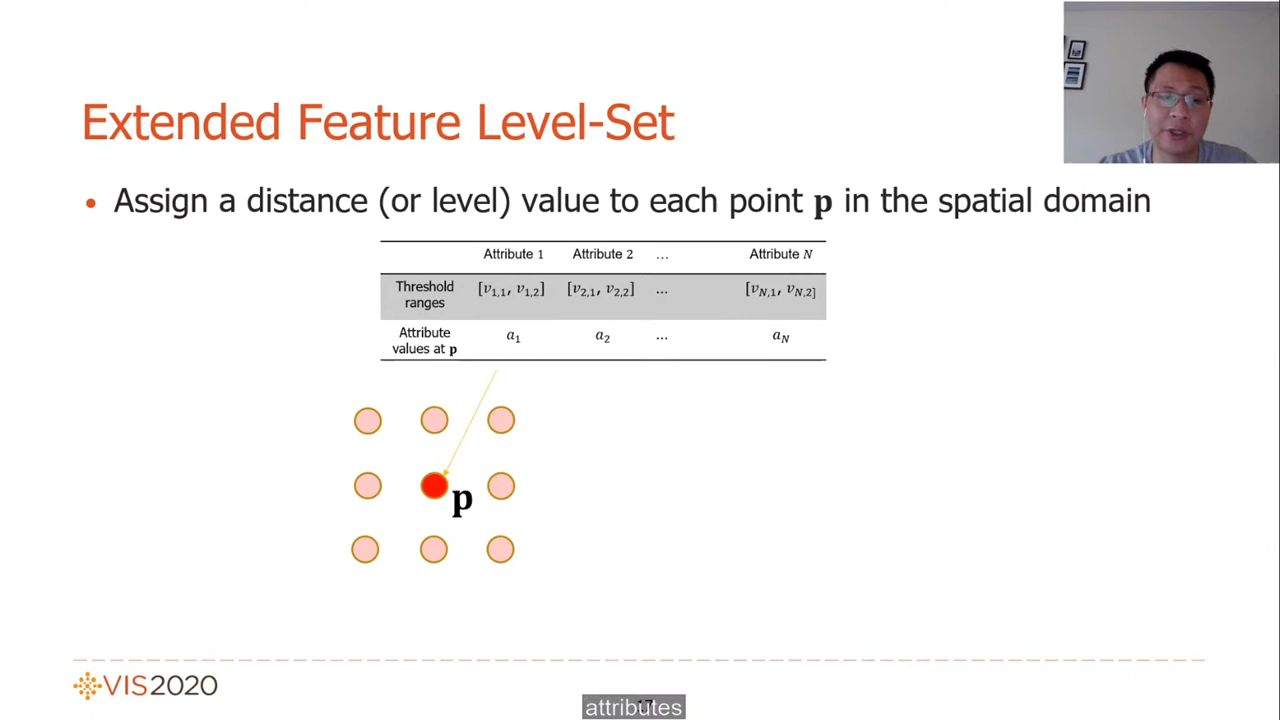 Extended Feature Level-Set
• Assign a distance (or level) value to each point p in the spatial domain
Attribute 1 Attribute 2 … Attribute N
Threshold ranges [v1,1, v1,2] [v2,1, v2,2] … [vN,1, vN,2]
Attribute values at p a1 a2 … aN
p
VIS2020
attributes